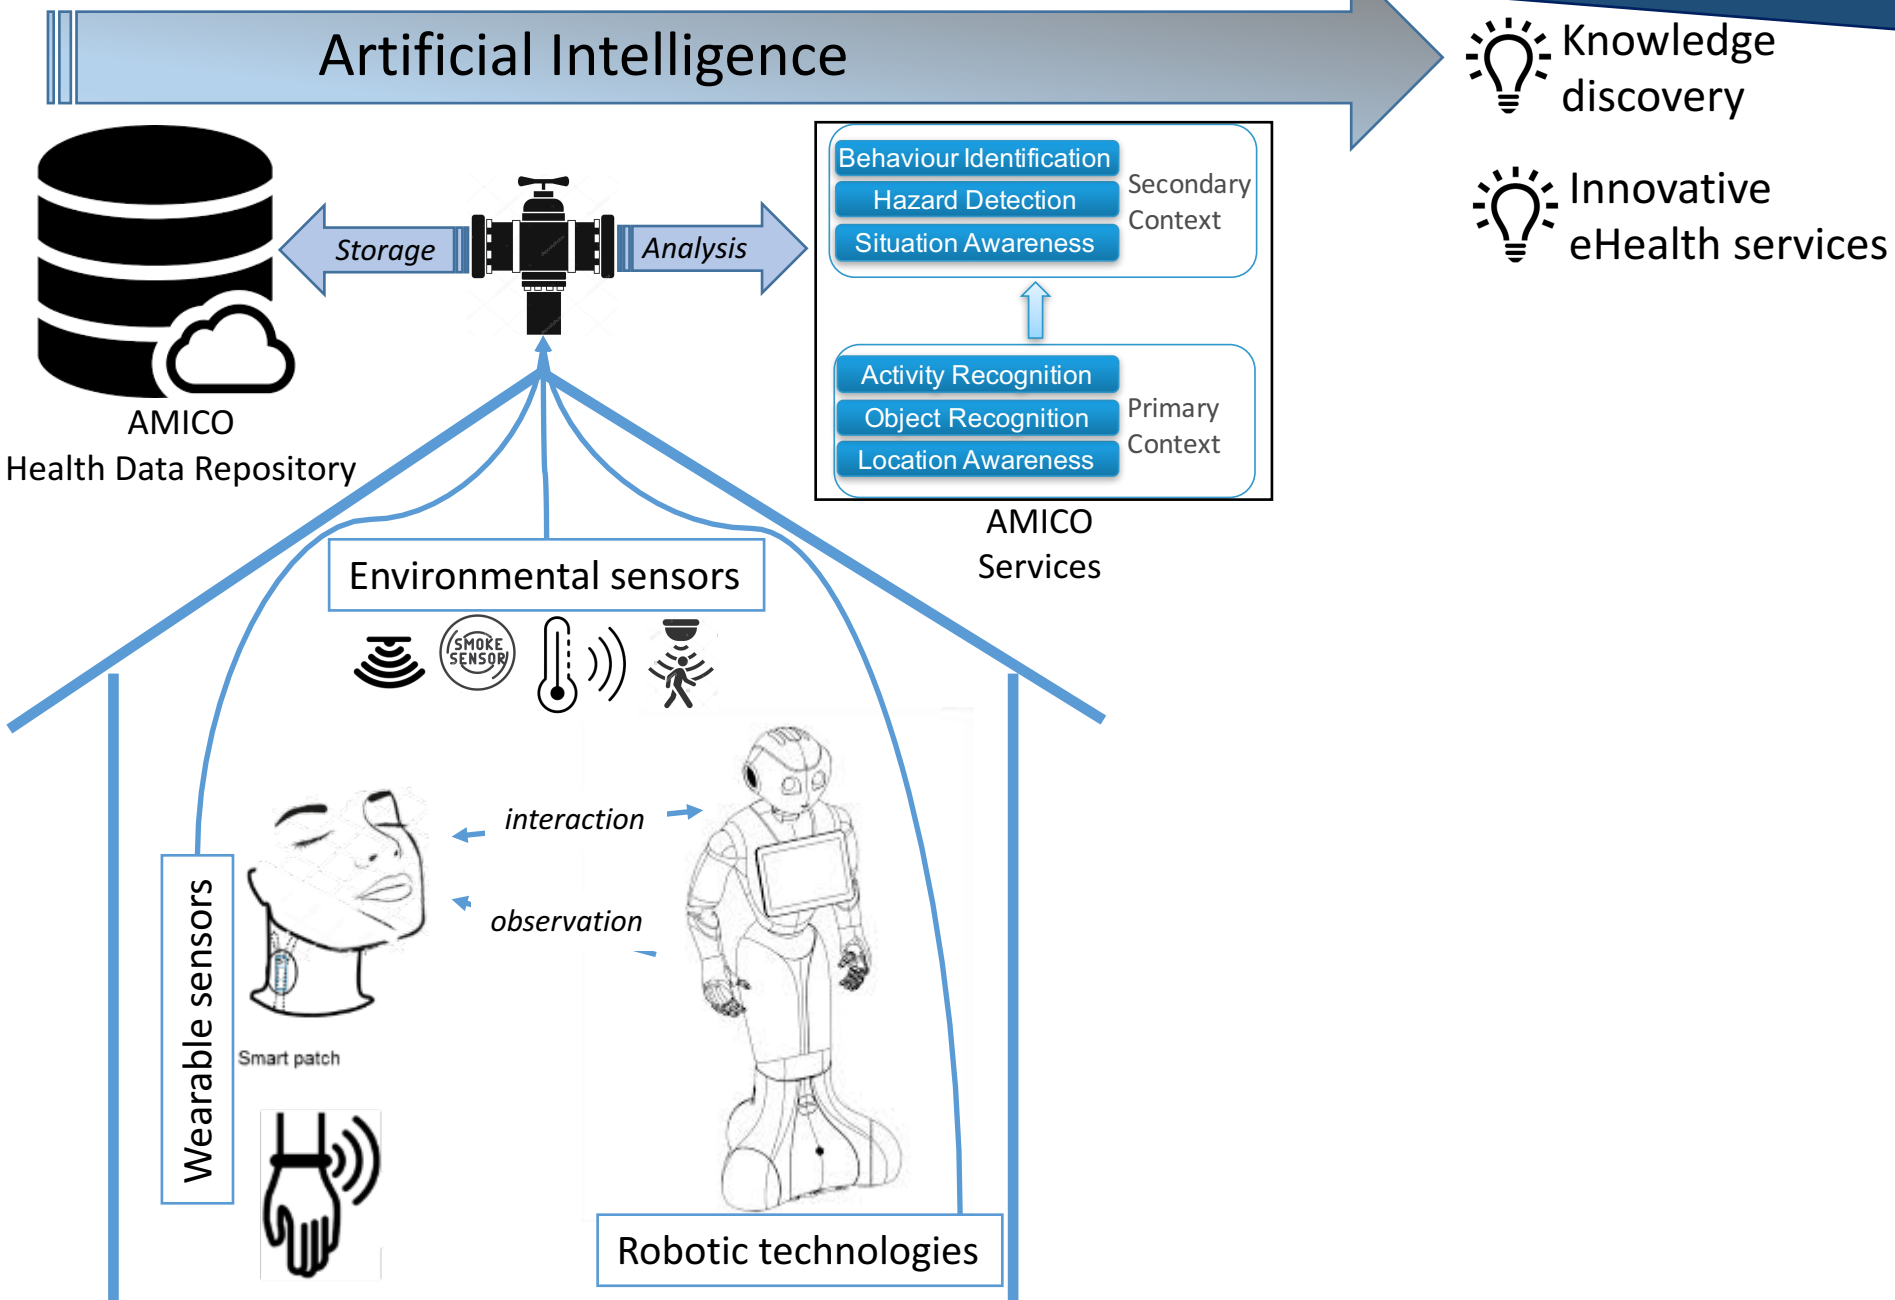 Artificial Intelligence
Knowledge
discovery
Innovative
eHealth services
Storage
Analysis
Behaviour Identification
Hazard Detection
Situation Awareness
Secondary
Context
Activity Recognition
Object Recognition
Location Awareness
Primary
Context
AMICO
Health Data Repository
AMICO
Services
Environmental sensors
SMOKE
SENSOR
interaction
observation
Wearable sensors
Smart patch
Robotic technologies